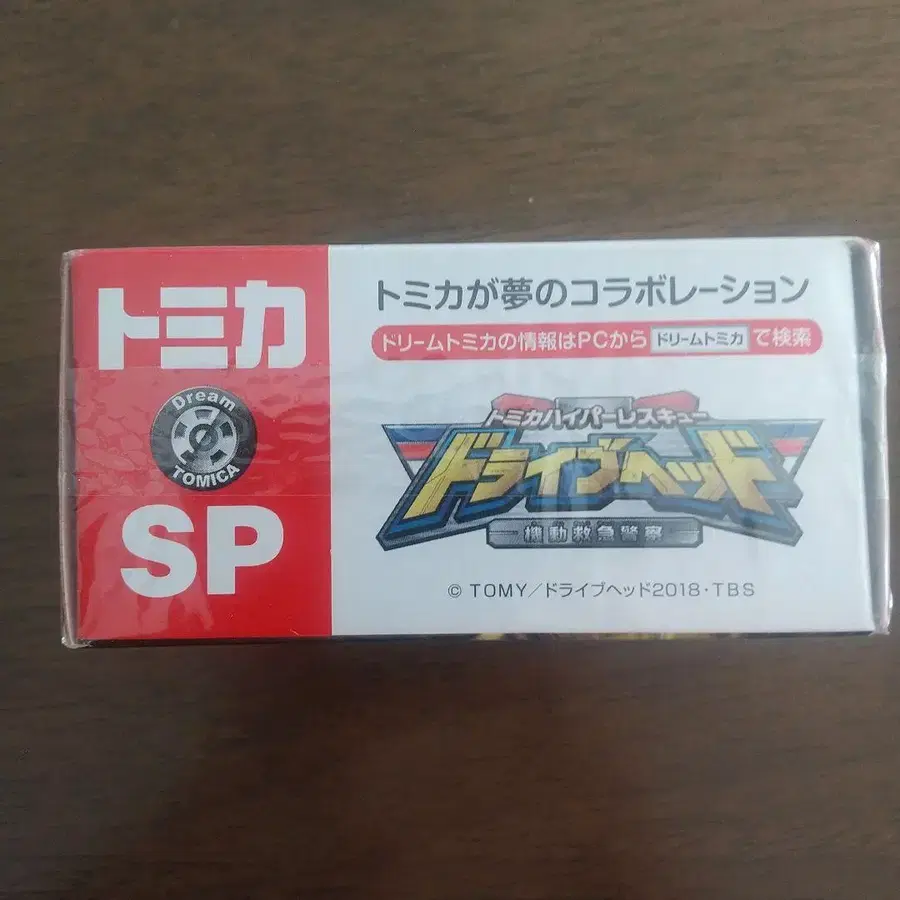 トミカ
Dream
TOMICA
SP
トミカが夢のコラボレーション
ドリームトミカの情報はPCから ドリームトミカ で検索
トミカハイパーレスキュー
ドライブヘッド
機動救急警察
© TOMY／ドライブヘッド2018・TBS